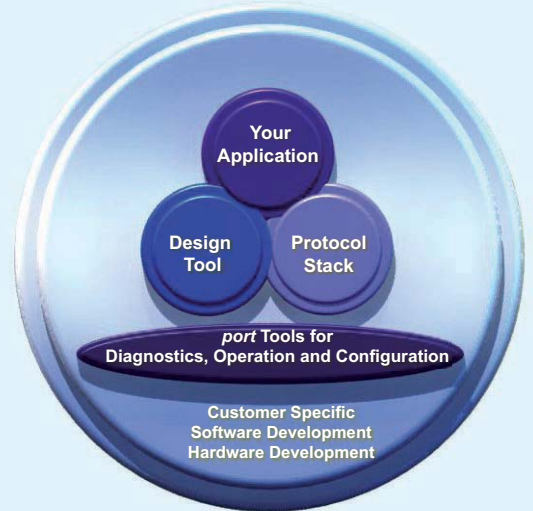 Your
Application
Design
Tool
Protocol
Stack
port Tools for
Diagnostics, Operation and Configuration
Customer Specific
Software Development
Hardware Development